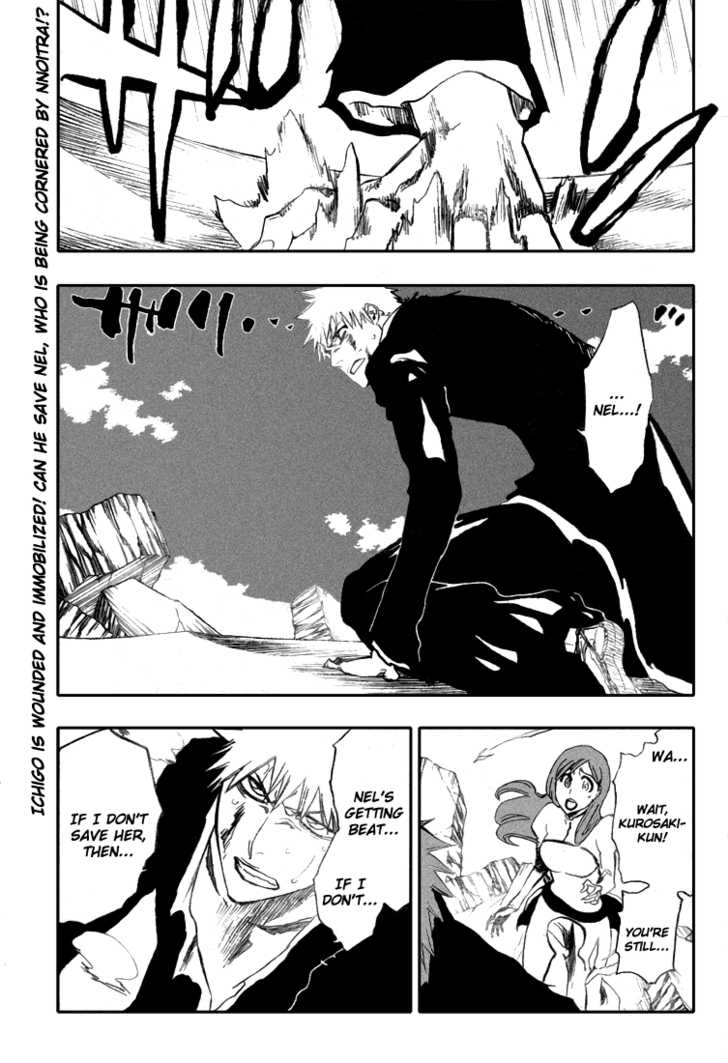 ICHIGO IS WOUNDED AND IMMOBILIZED! CAN HE SAVE NEL, WHO IS BEING CORNERED BY NNOITRA!?
...
NEL...!
WA...
WAIT,
KUROSAKI-
KUN!
YOU'RE
STILL...
NEL'S
GETTING
BEAT...
IF I
DON'T...
IF I DON'T
SAVE HER,
THEN...